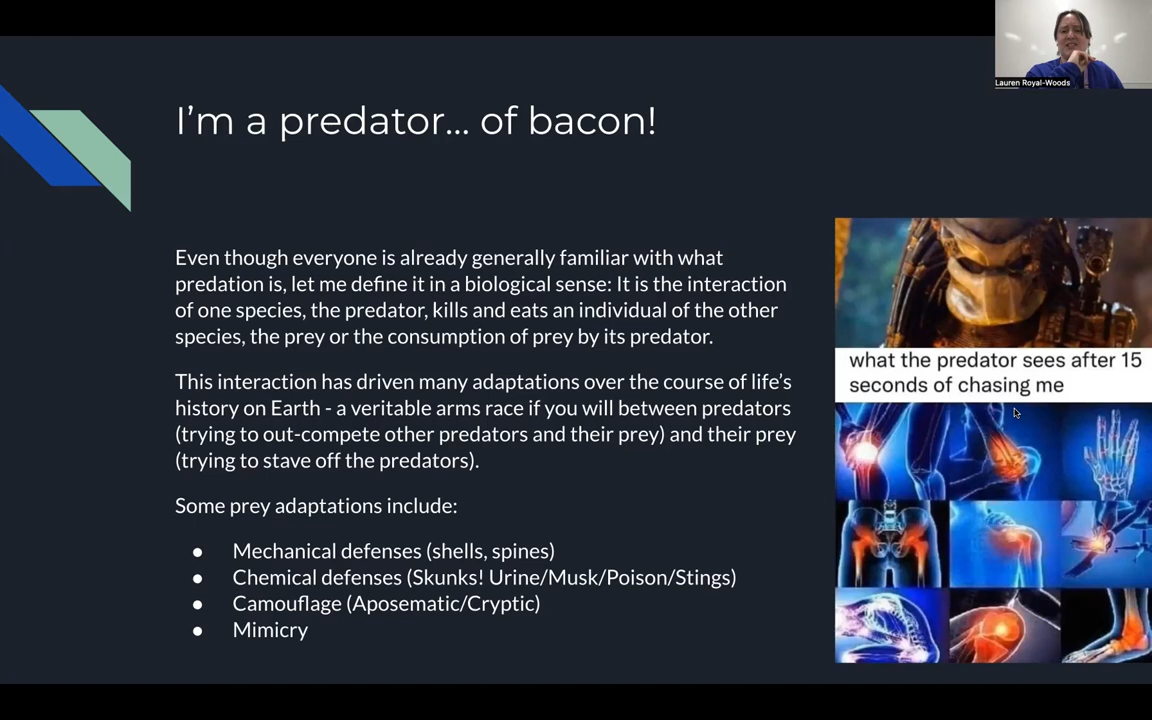 Lauren Royal-Woods
I'm a predator... of bacon!
Even though everyone is already generally familiar with what
predation is, let me define it in a biological sense: It is the interaction
of one species, the predator, kills and eats an individual of the other
species, the prey or the consumption of prey by its predator.
This interaction has driven many adaptations over the course of life's
history on Earth - a veritable arms race if you will between predators
(trying to out-compete other predators and their prey) and their prey
(trying to stave off the predators).
Some prey adaptations include:
● Mechanical defenses (shells, spines)
● Chemical defenses (Skunks! Urine/Musk/Poison/Stings)
● Camouflage (Aposematic/Cryptic)
● Mimicry
what the predator sees after 15
seconds of chasing me